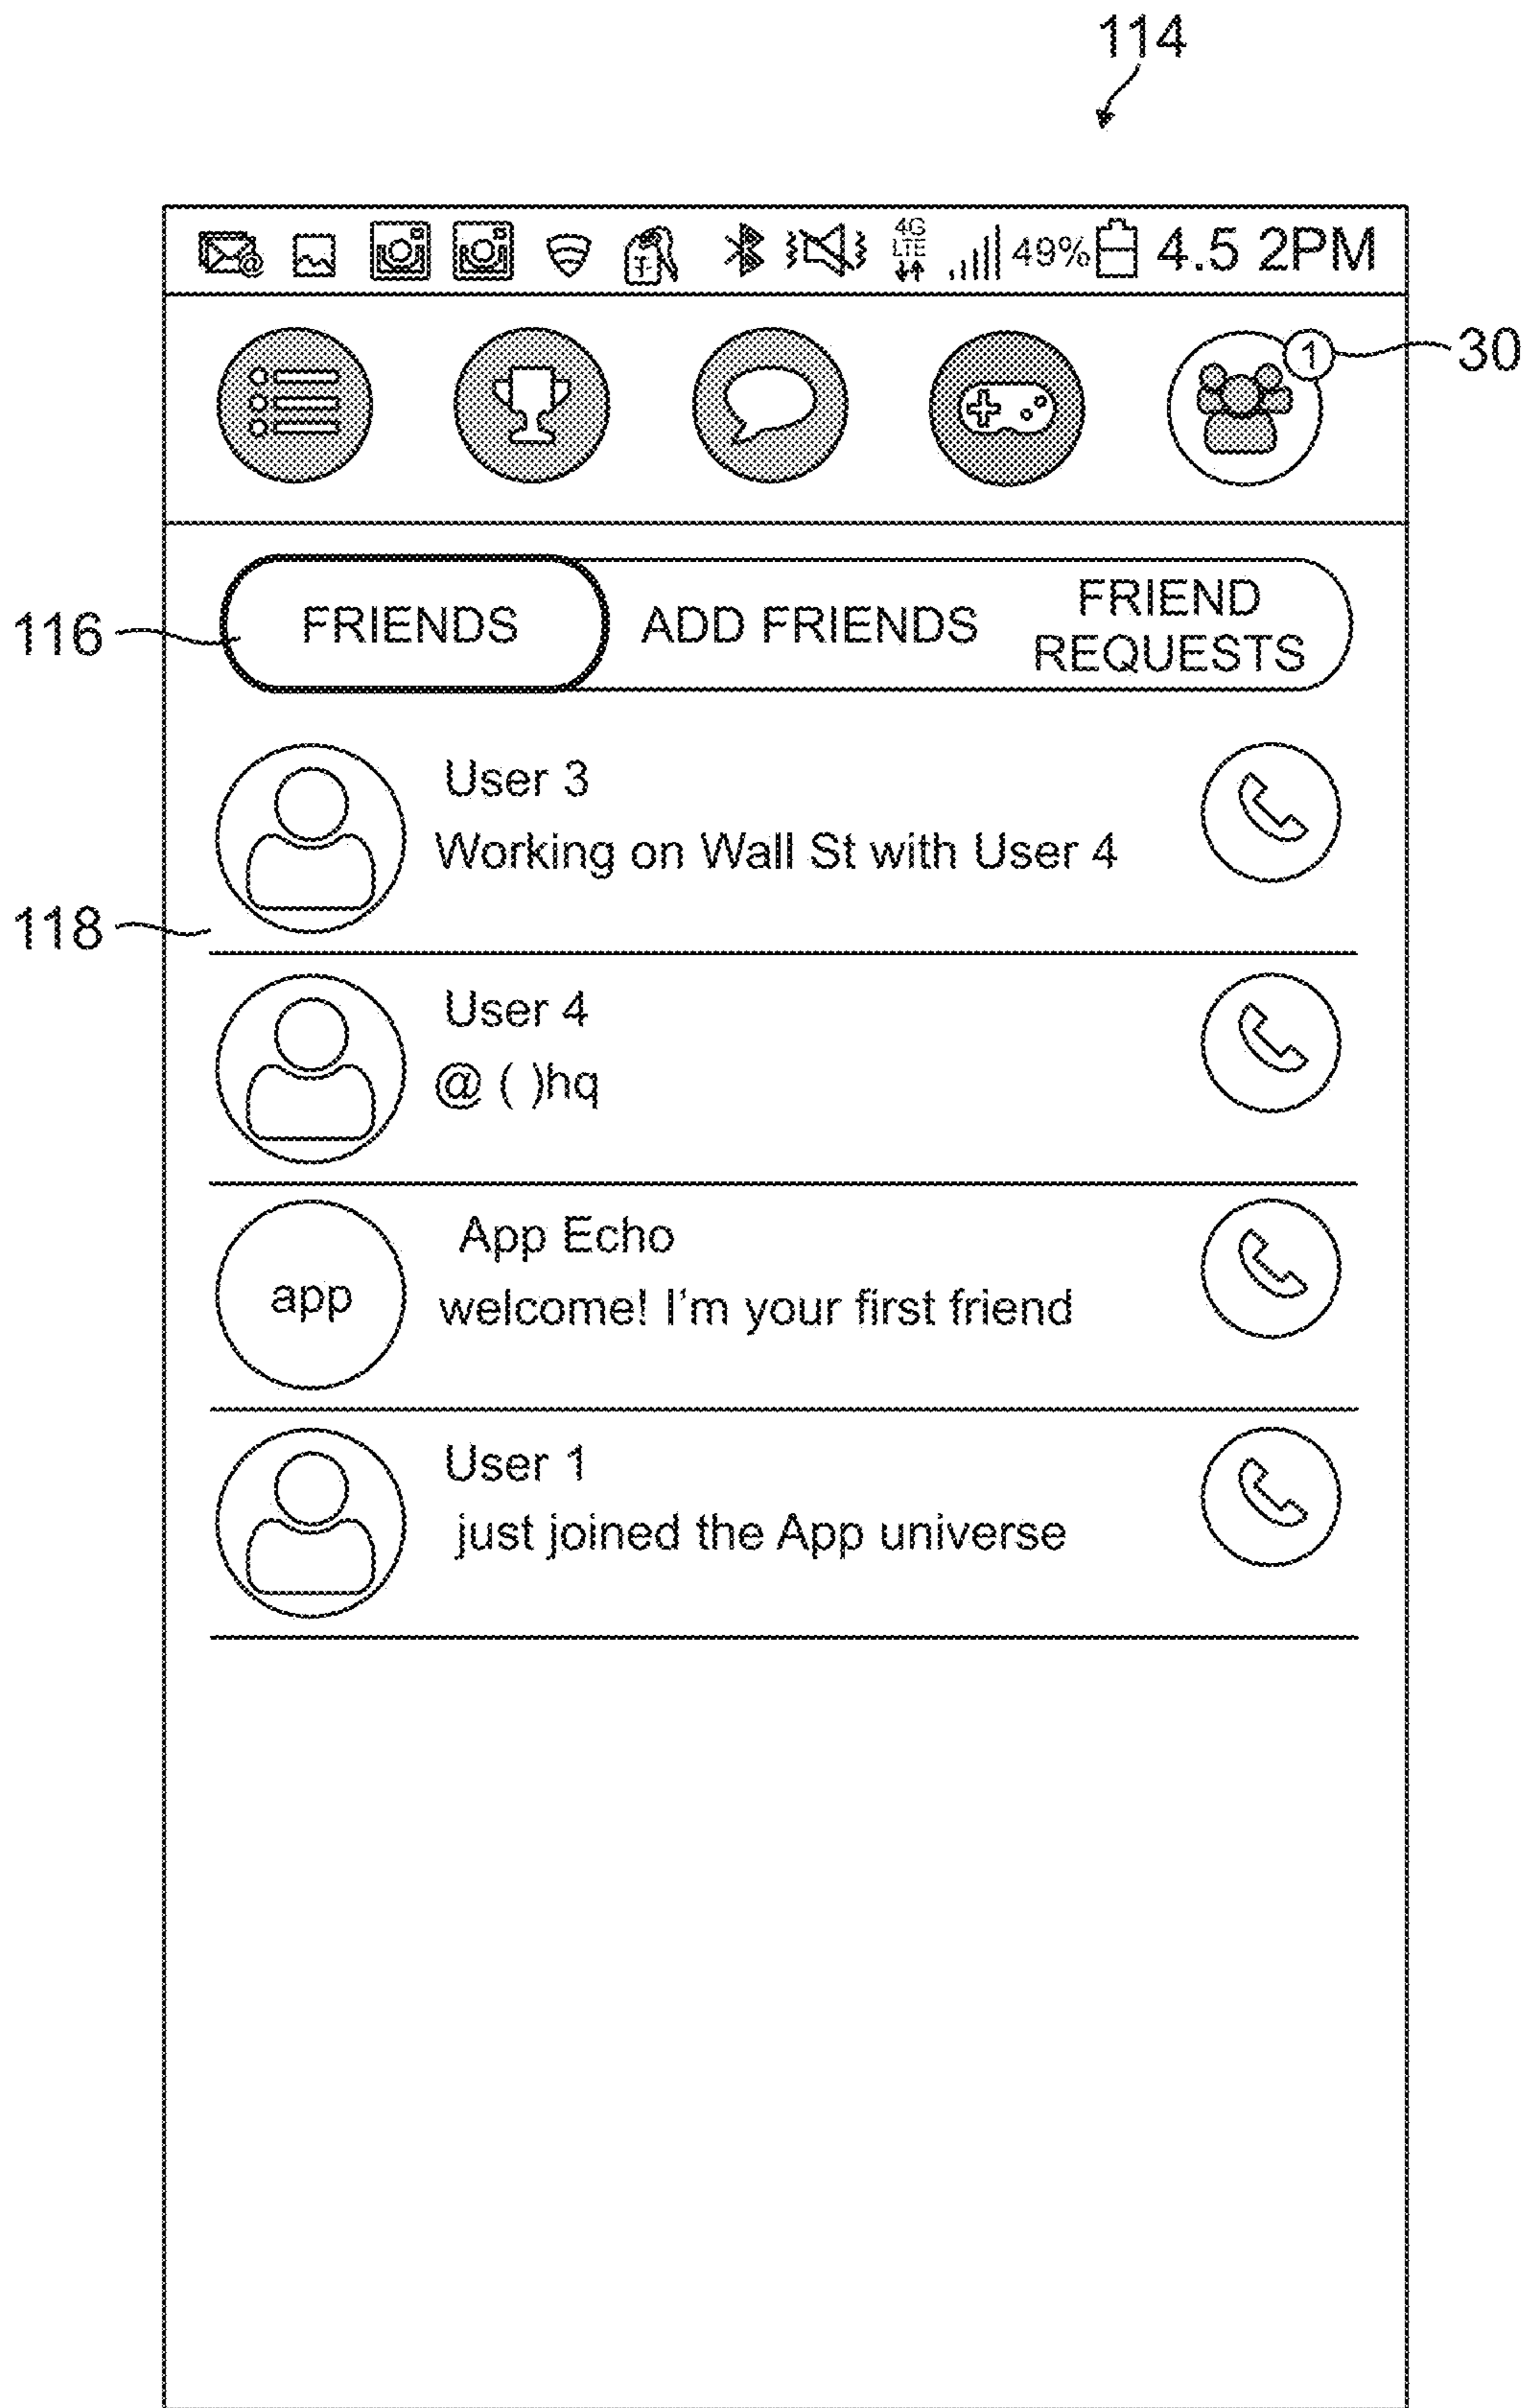 114
4G
LTE
49% 4.5 2PM
1
30
116
FRIENDS
ADD FRIENDS
FRIEND
REQUESTS
User 3
Working on Wall St with User 4
118
User 4
@ ( )hq
app
App Echo
welcome! I'm your first friend
User 1
just joined the App universe